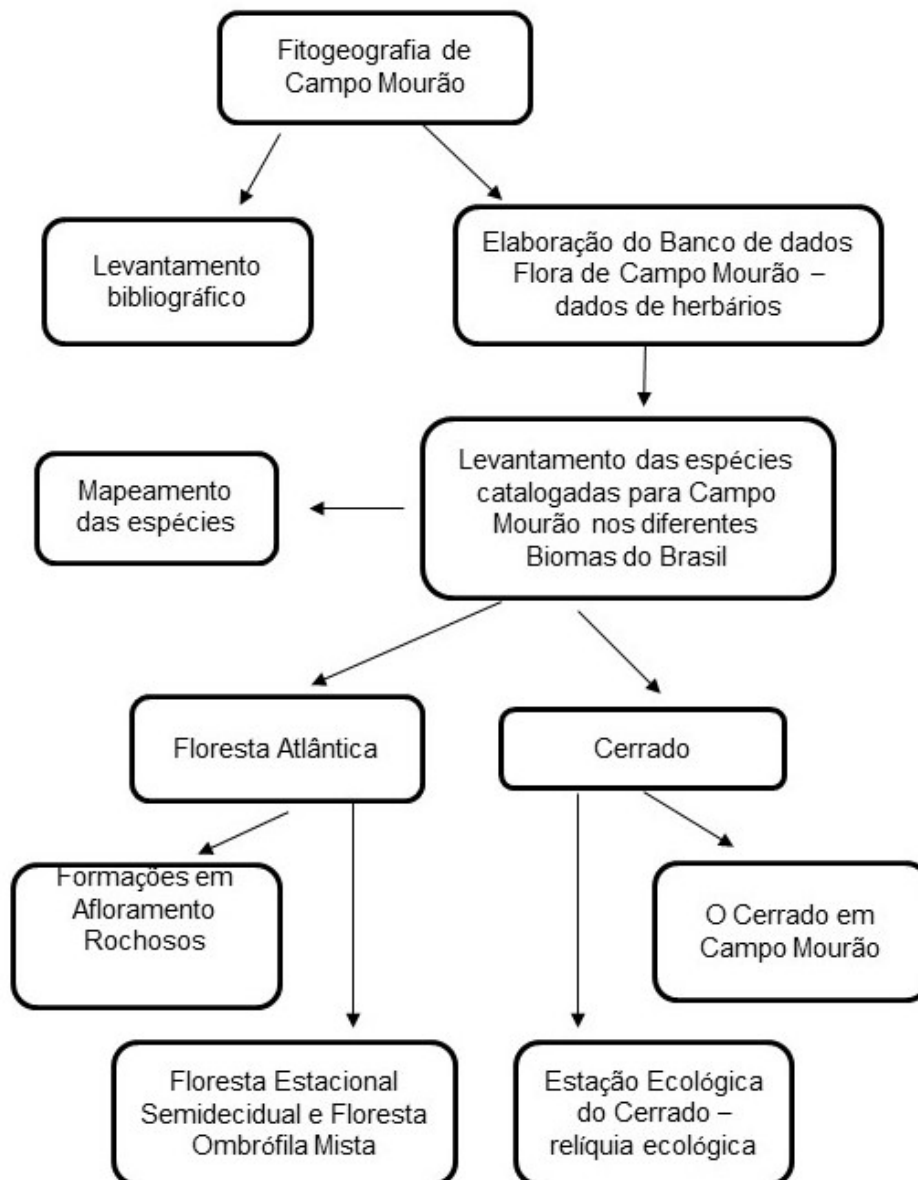 Fitogeografia de
Campo Mourão
Levantamento
bibliográfico
Elaboração do Banco de dados
Flora de Campo Mourão –
dados de herbários
Mapeamento
das espécies
Levantamento das espécies
catalogadas para Campo
Mourão nos diferentes
Biomas do Brasil
Floresta Atlântica
Cerrado
Formações em
Afloramento
Rochosos
O Cerrado em
Campo Mourão
Floresta Estacional
Semidecidual e Floresta
Ombrófila Mista
Estação Ecológica
do Cerrado –
relíquia ecológica